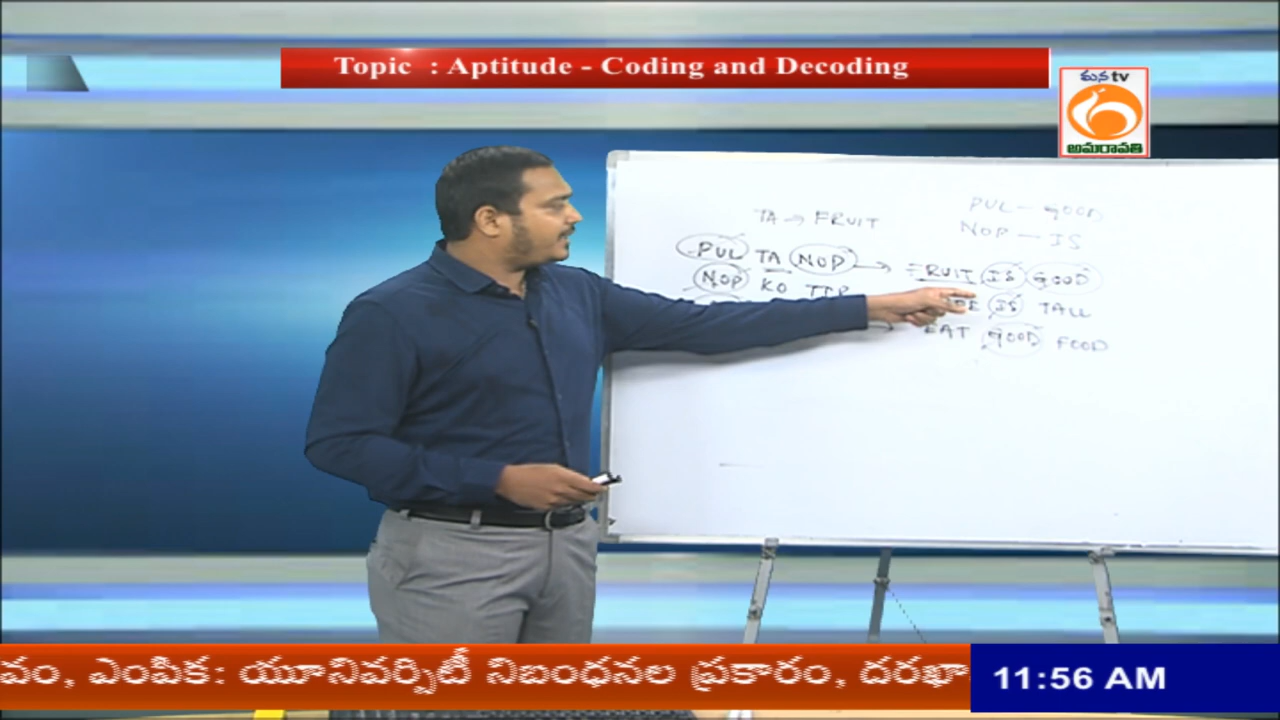 Topic : Aptitude - Coding and Decoding
మన tv
అమరావతి
PUL - GOOD
TA → FRUIT
NOP - IS
PUL TA NOP → FRUIT IS GOOD
NOP KO IS TALL
EAT GOOD FOOD
వం, ఎంపిక: యూనివర్సిటీ నిబంధనల ప్రకారం, దరఖా
11:56 AM